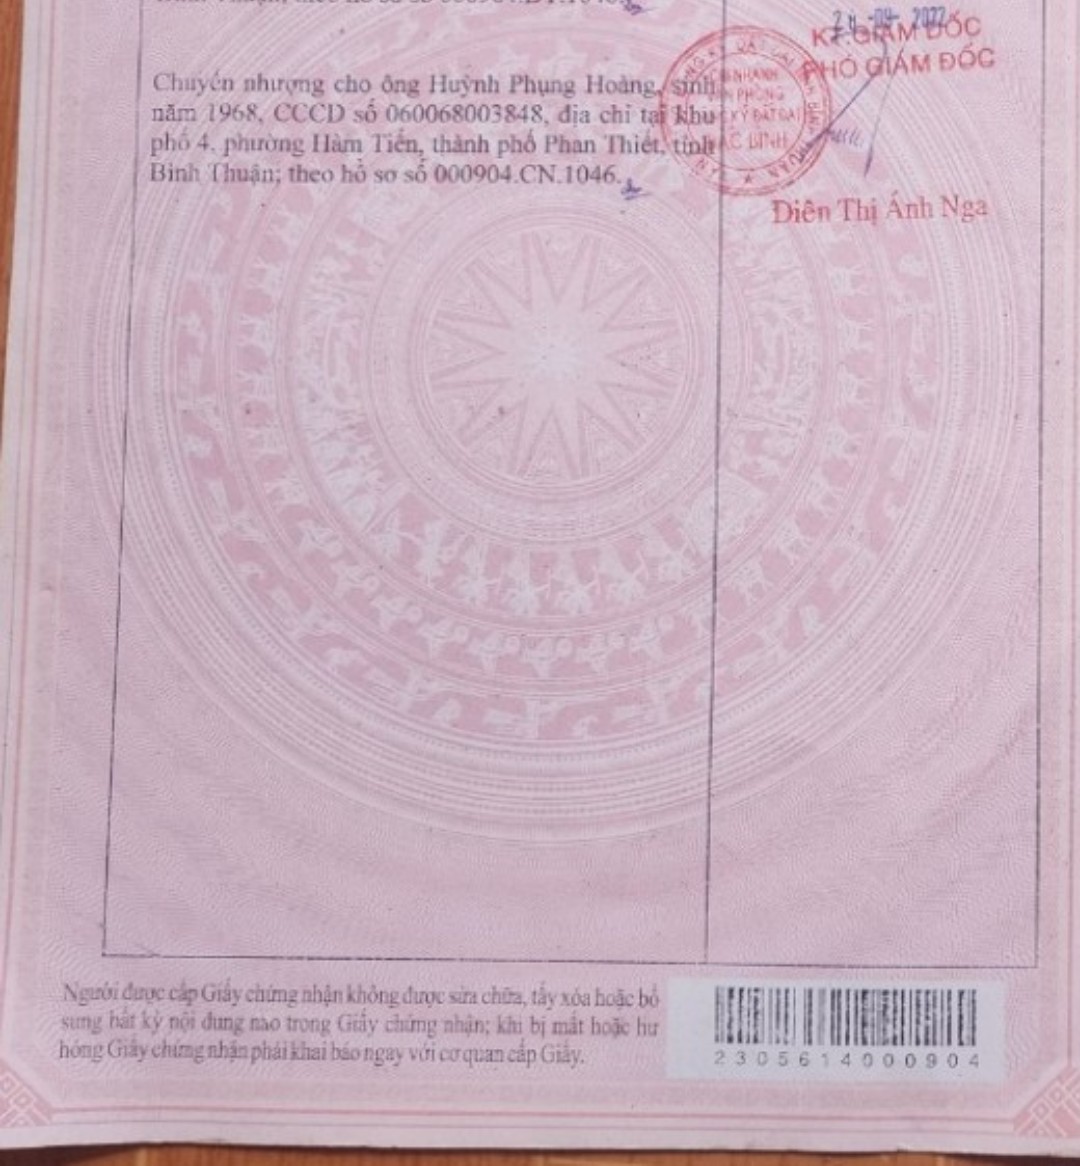 Chuyển nhượng cho ông Huỳnh Phụng Hoàng, sinh
năm 1968, CCCD số 060068003848, địa chỉ tại khu
phố 4, phường Hàm Tiến, thành phố Phan Thiết, tỉnh
Bình Thuận; theo hồ sơ số 000904.CN.1046.
KT.GIÁM ĐỐC
PHÓ GIÁM ĐỐC
Điên Thị Ánh Nga
Người được cấp Giấy chứng nhận không được sửa chữa, tẩy xóa hoặc bổ
sung bất kỳ nội dung nào trong Giấy chứng nhận; khi bị mất hoặc hư
hỏng Giấy chứng nhận phải khai báo ngay với cơ quan cấp Giấy.
2305614000904